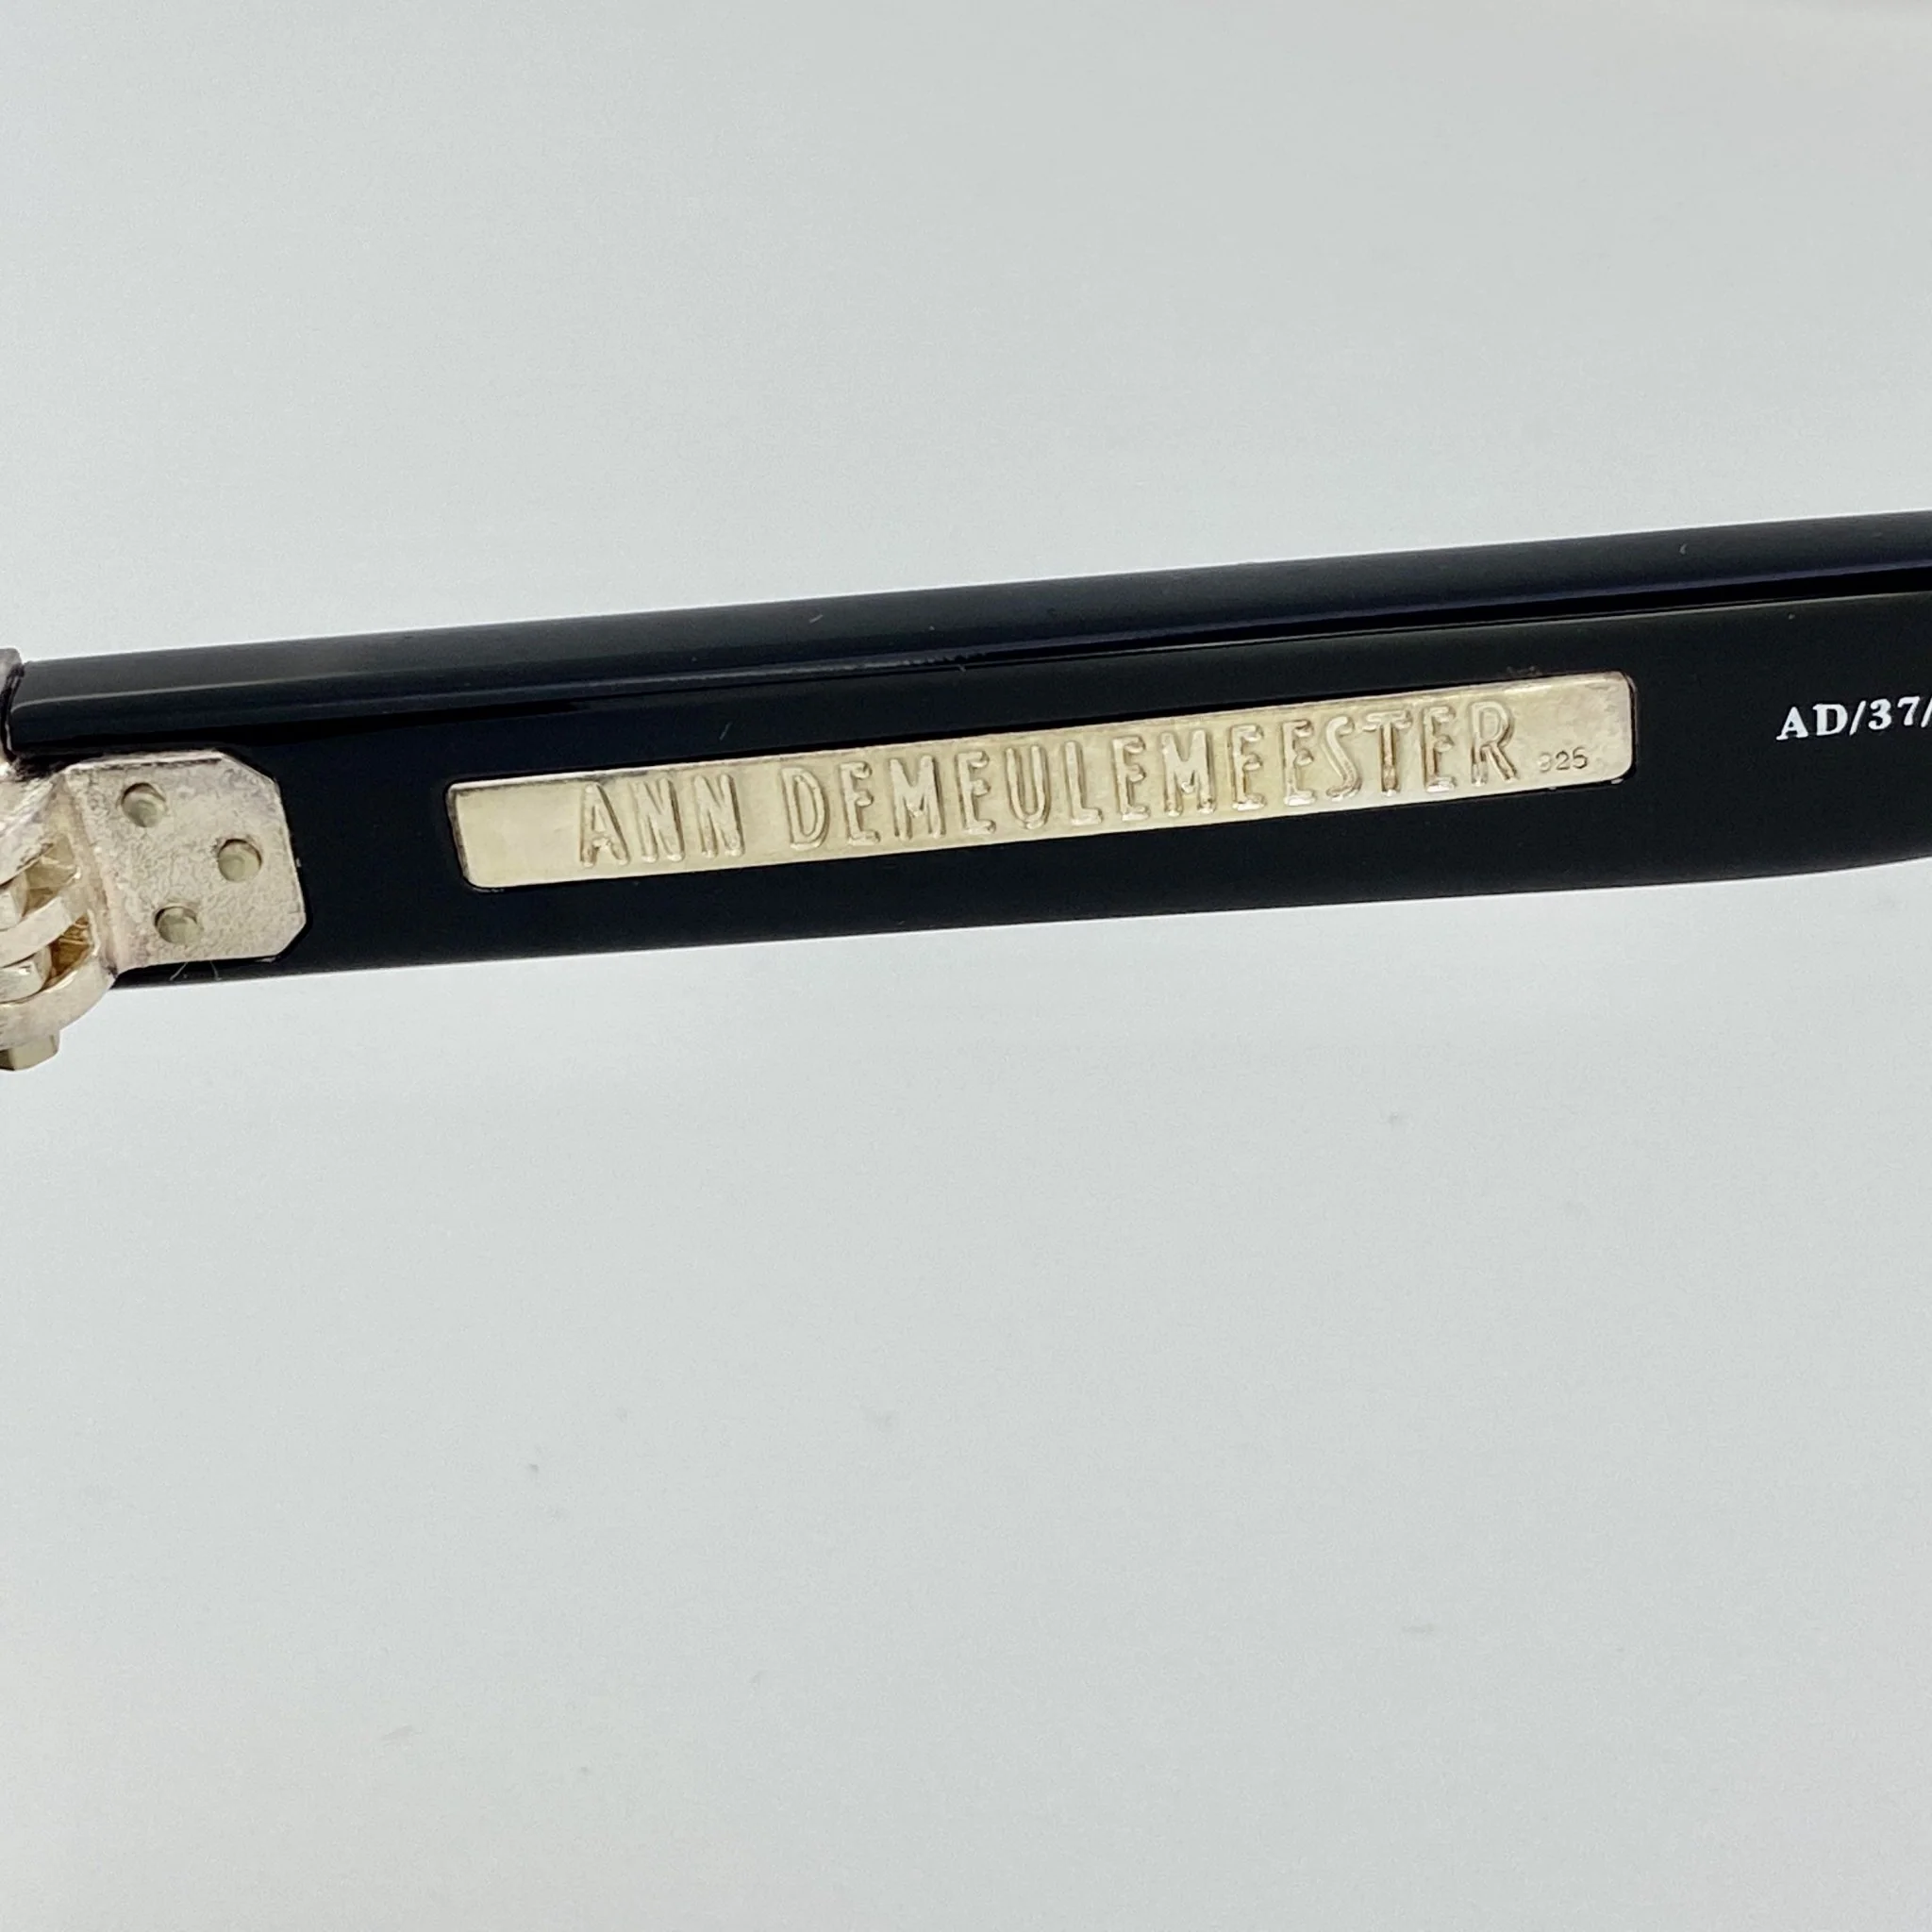 ANN DEMEULEMEESTER 925
AD/37/